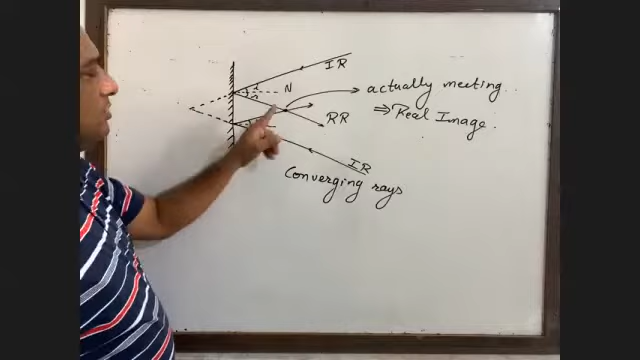 IR
N
actually meeting.
⇒ Real Image.
RR
IR
Converging rays